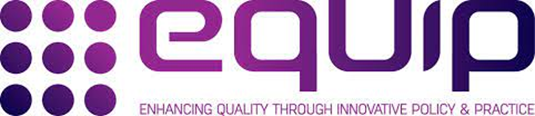 equip
ENHANCING QUALITY THROUGH INNOVATIVE POLICY & PRACTICE